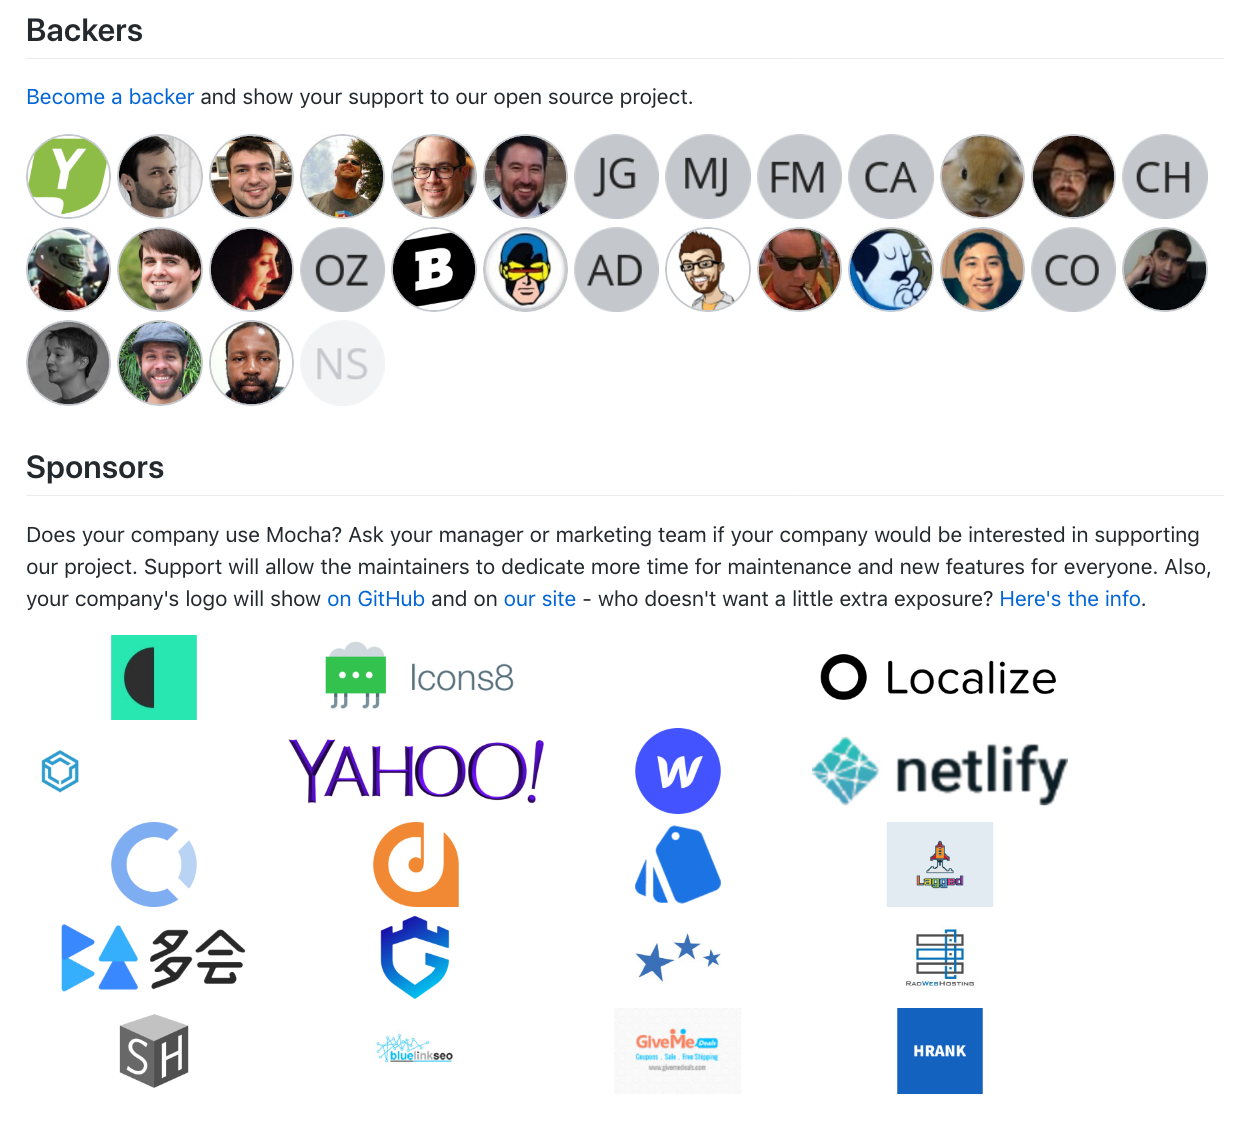 Backers
Become a backer and show your support to our open source project.
Y JG MJ FM CA CH
OZ B AD CO
NS
Sponsors
Does your company use Mocha? Ask your manager or marketing team if your company would be interested in supporting
our project. Support will allow the maintainers to dedicate more time for maintenance and new features for everyone. Also,
your company's logo will show on GitHub and on our site - who doesn't want a little extra exposure? Here's the info.
Icons8 Localize
YAHOO! W netlify
Lagged
多会 G
RADWEBHOSTING
SH bluelinkseo
GiveMe Deals
Coupons . Sale . Free Shipping
www.givemedeals.com
HRANK